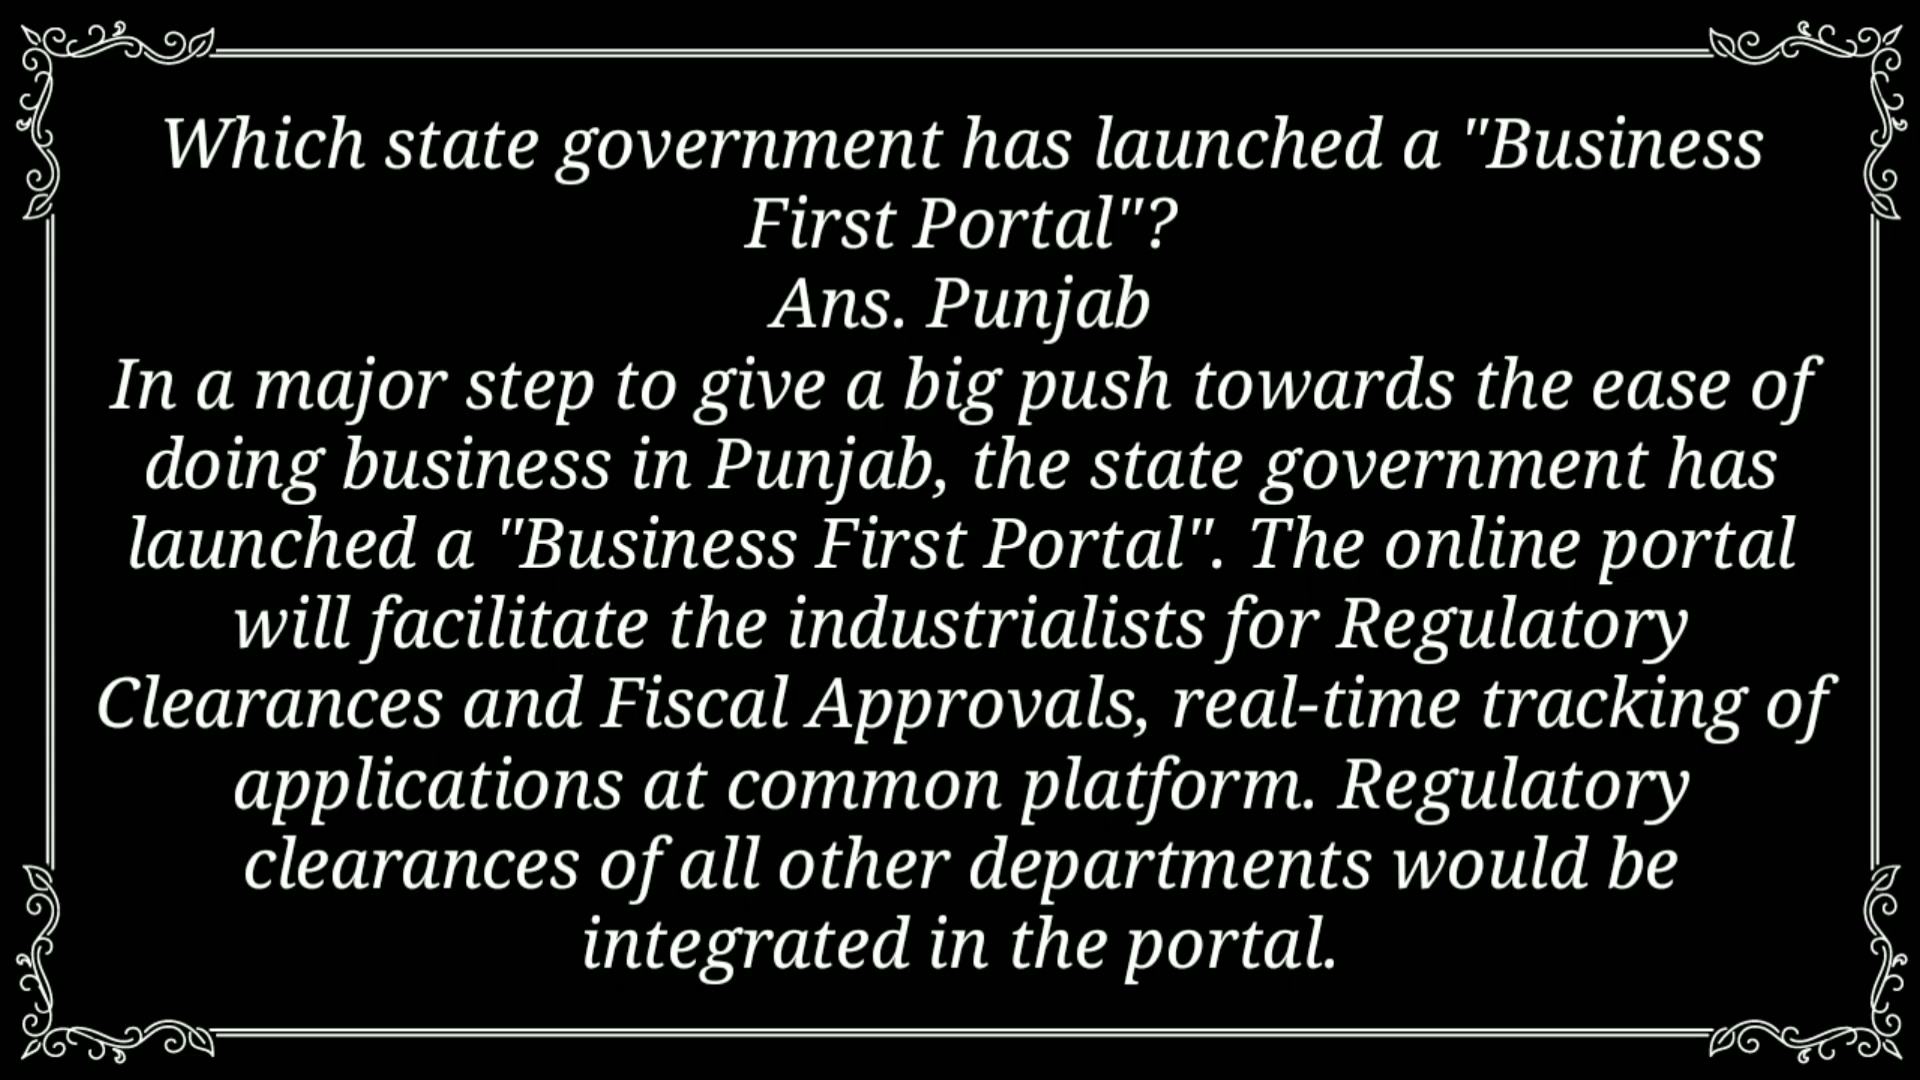 Which state government has launched a "Business
First Portal"?
Ans. Punjab
In a major step to give a big push towards the ease of
doing business in Punjab, the state government has
launched a "Business First Portal". The online portal
will facilitate the industrialists for Regulatory
Clearances and Fiscal Approvals, real-time tracking of
applications at common platform. Regulatory
clearances of all other departments would be
integrated in the portal.